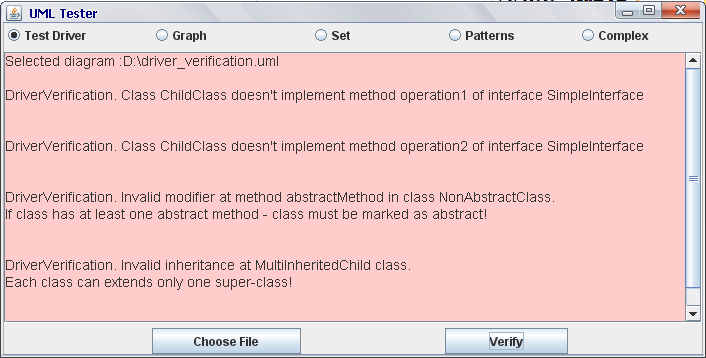 UML Tester
Test Driver Graph Set Patterns Complex
Selected diagram :D:\driver_verification.uml
DriverVerification. Class ChildClass doesn't implement method operation1 of interface SimpleInterface
DriverVerification. Class ChildClass doesn't implement method operation2 of interface SimpleInterface
DriverVerification. Invalid modifier at method abstractMethod in class NonAbstractClass.
If class has at least one abstract method - class must be marked as abstract!
DriverVerification. Invalid inheritance at MultiInheritedChild class.
Each class can extends only one super-class!
Choose File Verify